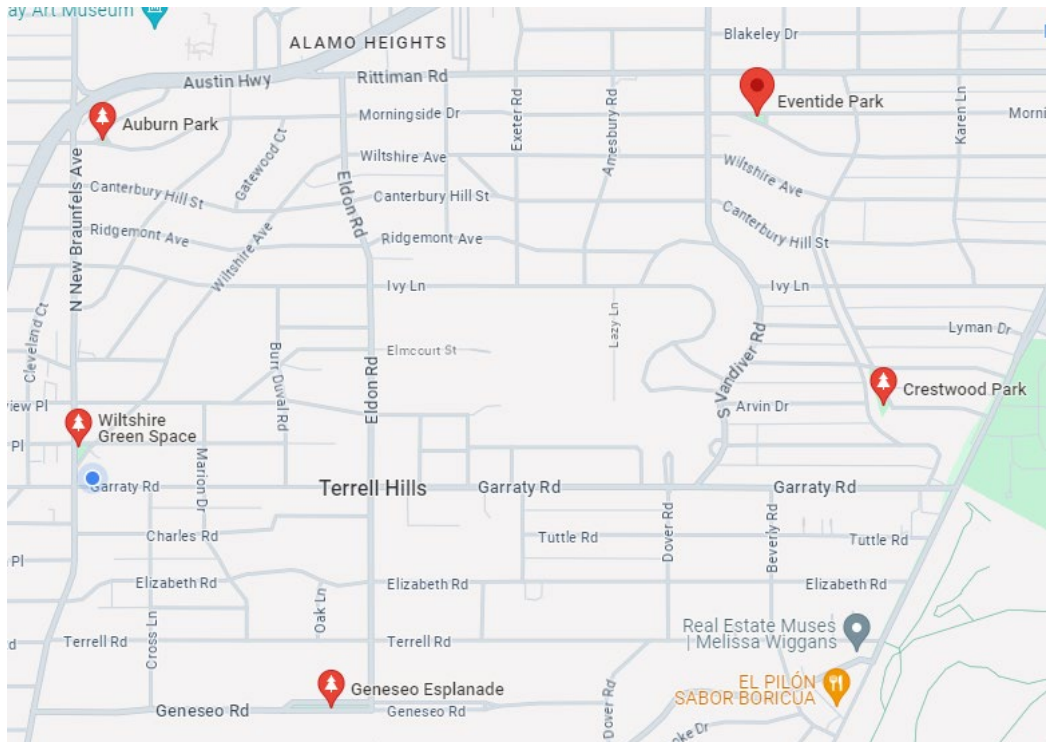 ay Art Museum
Blakeley Dr
ALAMO HEIGHTS
Austin Hwy
Rittiman Rd
Eventide Park
Auburn Park
Morningside Dr
Exeter Rd
Amesbury Rd
Karen Ln
Morni
N New Braunfels Ave
Gatewood Ct
Wiltshire Ave
Wiltshire Ave
Canterbury Hill St
Eldon Rd
Canterbury Hill St
Canterbury Hill St
Ridgemont Ave
Wiltshire Ave
Ridgemont Ave
Ivy Ln
Ivy Ln
Cleveland Ct
Burr Duval Rd
Elmcourt St
Lazy Ln
S Vandiver Rd
Lyman Dr
Eldon Rd
Crestwood Park
view Pl
Arvin Dr
Wiltshire
Green Space
Pl
Marion Dr
Garraty Rd
Terrell Hills
Garraty Rd
Garraty Rd
Charles Rd
Tuttle Rd
Dover Rd
Beverly Rd
Tuttle Rd
Pl
Elizabeth Rd
Elizabeth Rd
Elizabeth Rd
Cross Ln
Oak Ln
d
Terrell Rd
Terrell Rd
Real Estate Muses
| Melissa Wiggans
Geneseo Esplanade
EL PILÓN
SABOR BORICUA
Geneseo Rd
Geneseo Rd
Dover Rd
oke Dr